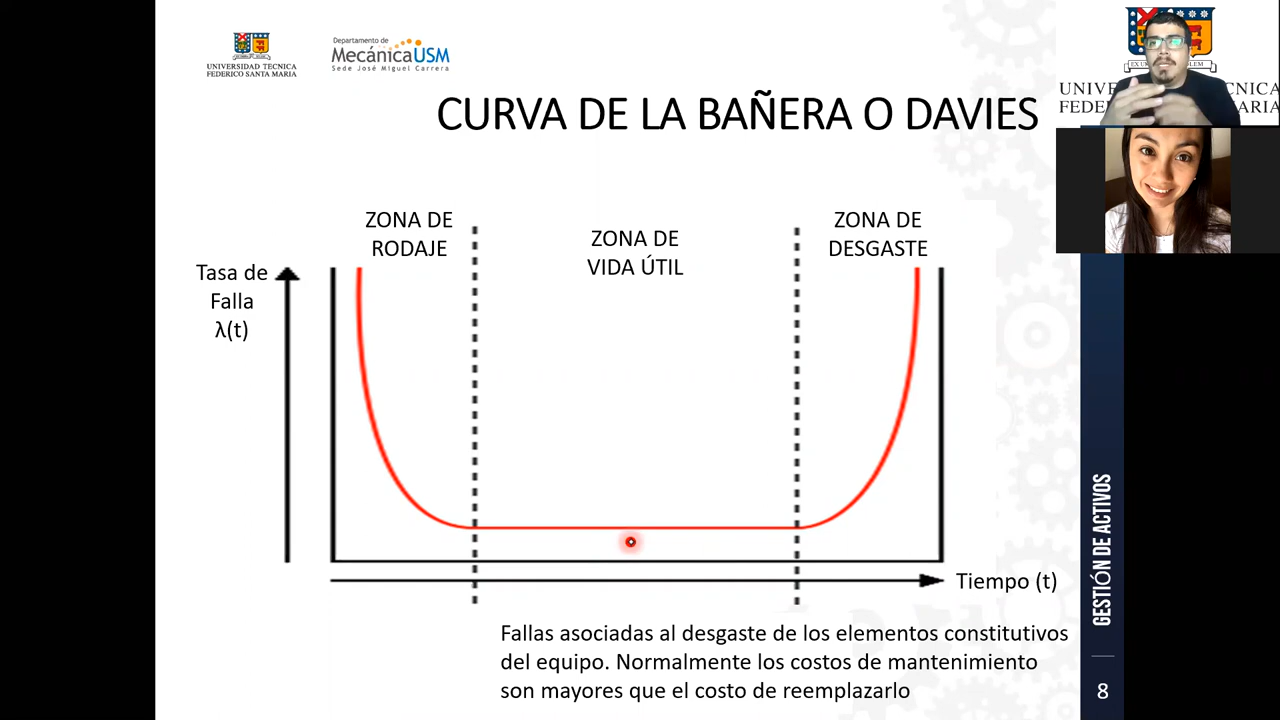 UNIVERSIDAD TECNICA
FEDERICO SANTA MARIA
Departamento de
MecánicaUSM
Sede José Miguel Carrera
CURVA DE LA BAÑERA O DAVIES
ZONA DE
RODAJE
ZONA DE
VIDA ÚTIL
ZONA DE
DESGASTE
Tasa de
Falla
λ(t)
Tiempo (t)
Fallas asociadas al desgaste de los elementos constitutivos
del equipo. Normalmente los costos de mantenimiento
son mayores que el costo de reemplazarlo
GESTIÓN DE ACTIVOS
8